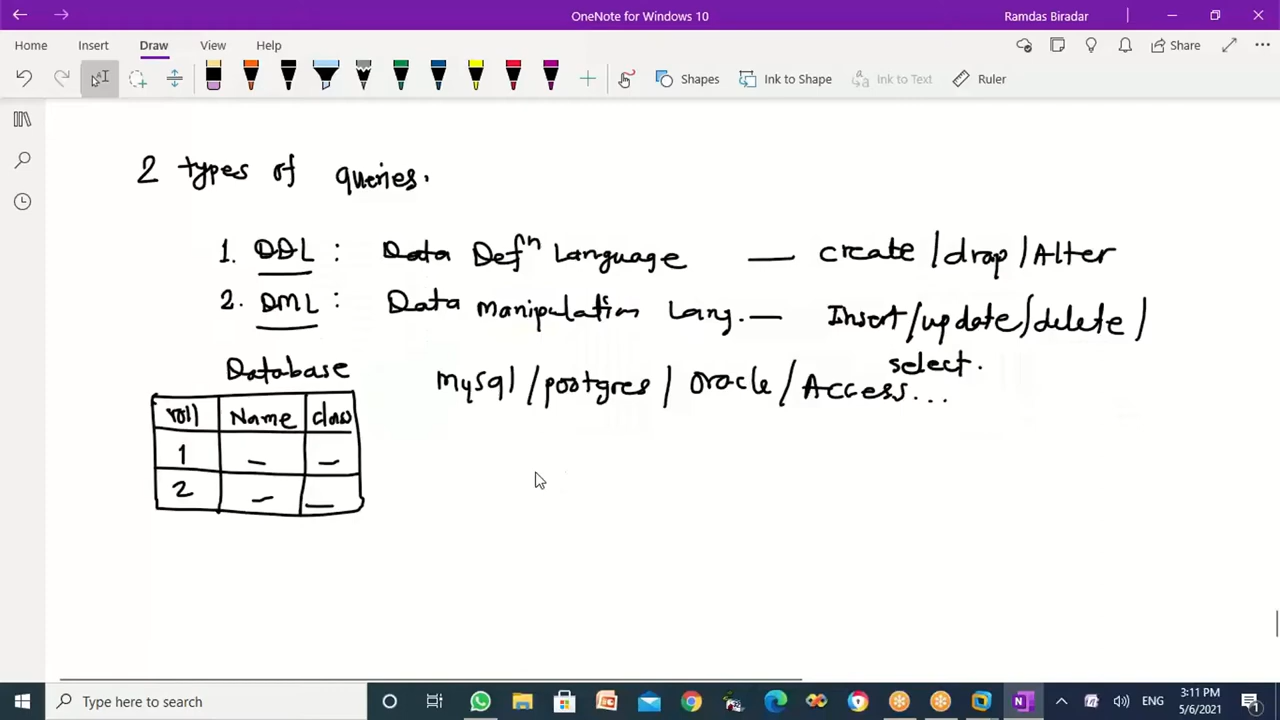 OneNote for Windows 10
Ramdas Biradar
Home Insert Draw View Help
Share
Shapes Ink to Shape Ink to Text Ruler
2 types of queries.
1. DDL : Data Defn Language — create/drop/Alter
2. DML : Data Manipulation Lang. — Insert/update/delete/
select.
Database
Mysql/postgres/Oracle/Access...
roll Name class
1 — —
2 — —
Type here to search
ENG
3:11 PM
5/6/2021